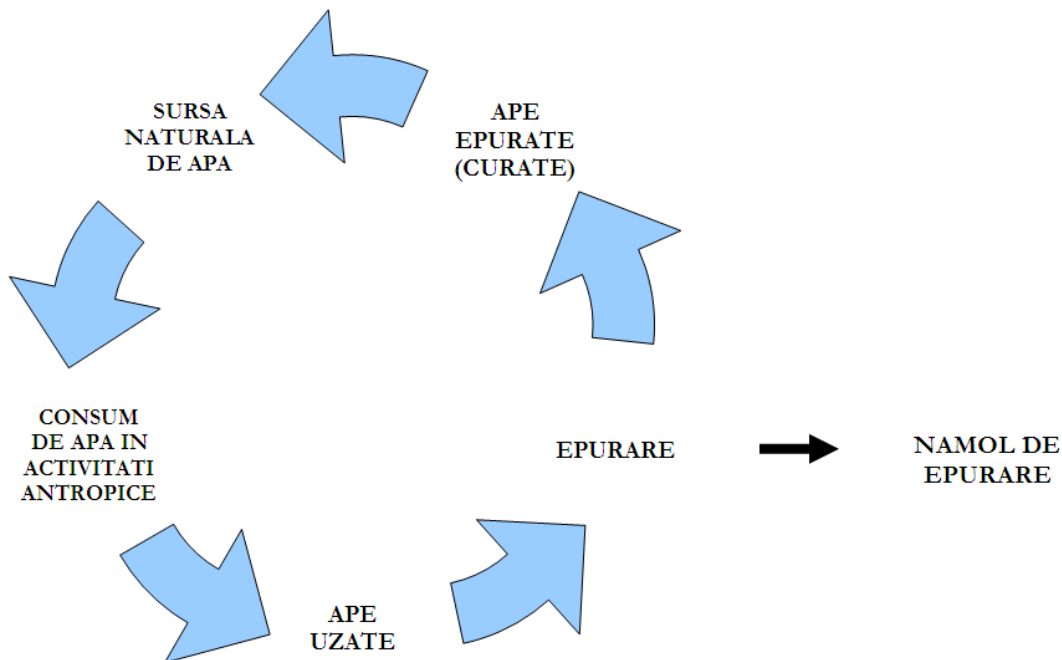 SURSA
NATURALA
DE APA
APE
EPURATE
(CURATE)
CONSUM
DE APA IN
ACTIVITATI
ANTROPICE
EPURARE
NAMOL DE
EPURARE
APE
UZATE